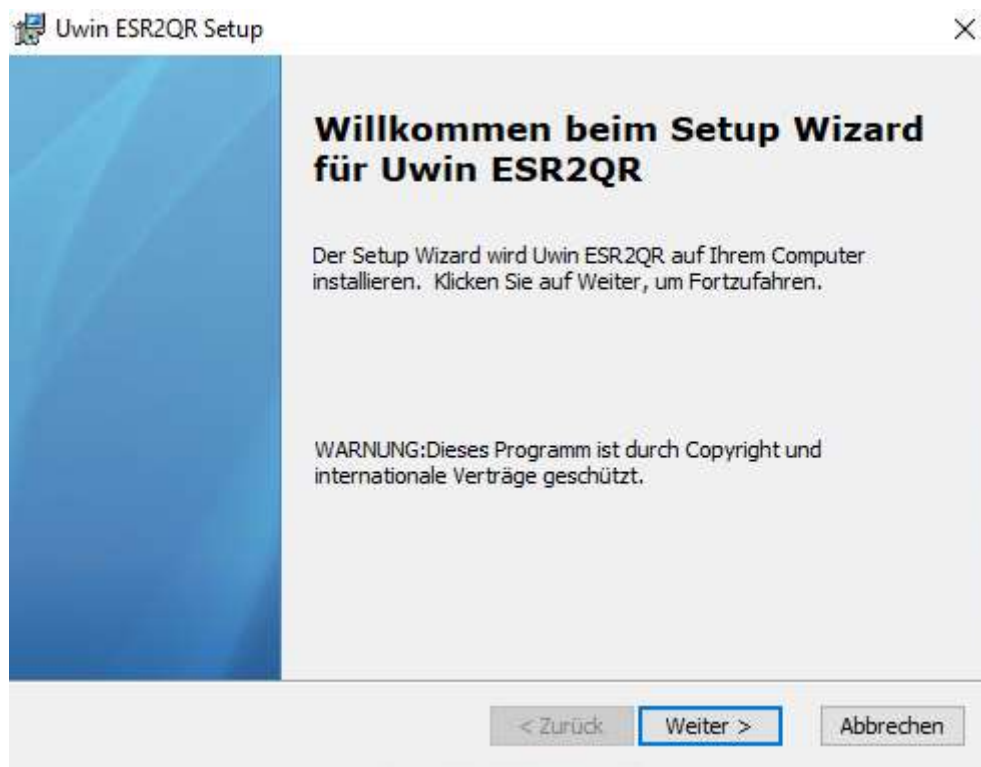 Uwin ESR2QR Setup
Willkommen beim Setup Wizard
für Uwin ESR2QR
Der Setup Wizard wird Uwin ESR2QR auf Ihrem Computer
installieren.  Klicken Sie auf Weiter, um Fortzufahren.
WARNUNG:Dieses Programm ist durch Copyright und
internationale Verträge geschützt.
< Zurück Weiter > Abbrechen